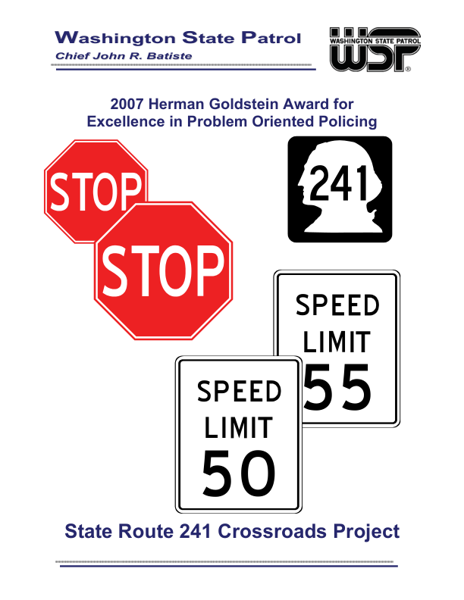 Washington State Patrol
Chief John R. Batiste
WASHINGTON STATE PATROL
WSP®
2007 Herman Goldstein Award for
Excellence in Problem Oriented Policing
STOP
241
STOP
SPEED
LIMIT
55
SPEED
LIMIT
50
State Route 241 Crossroads Project